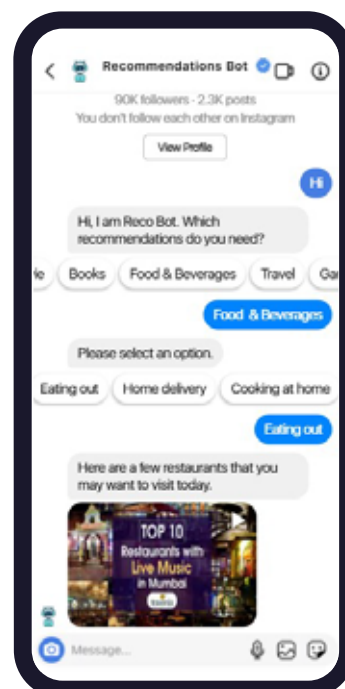 Recommendations Bot
90K followers · 2.3K posts
You don't follow each other on Instagram
View Profile
Hi
Hi, I am Reco Bot. Which
recommendations do you need?
Books Food & Beverages Travel
Food & Beverages
Please select an option.
Eating out Home delivery Cooking at home
Eating out
Here are a few restaurants that you
may want to visit today.
TOP 10
Restaurants with
Live Music
in Mumbai
Message...